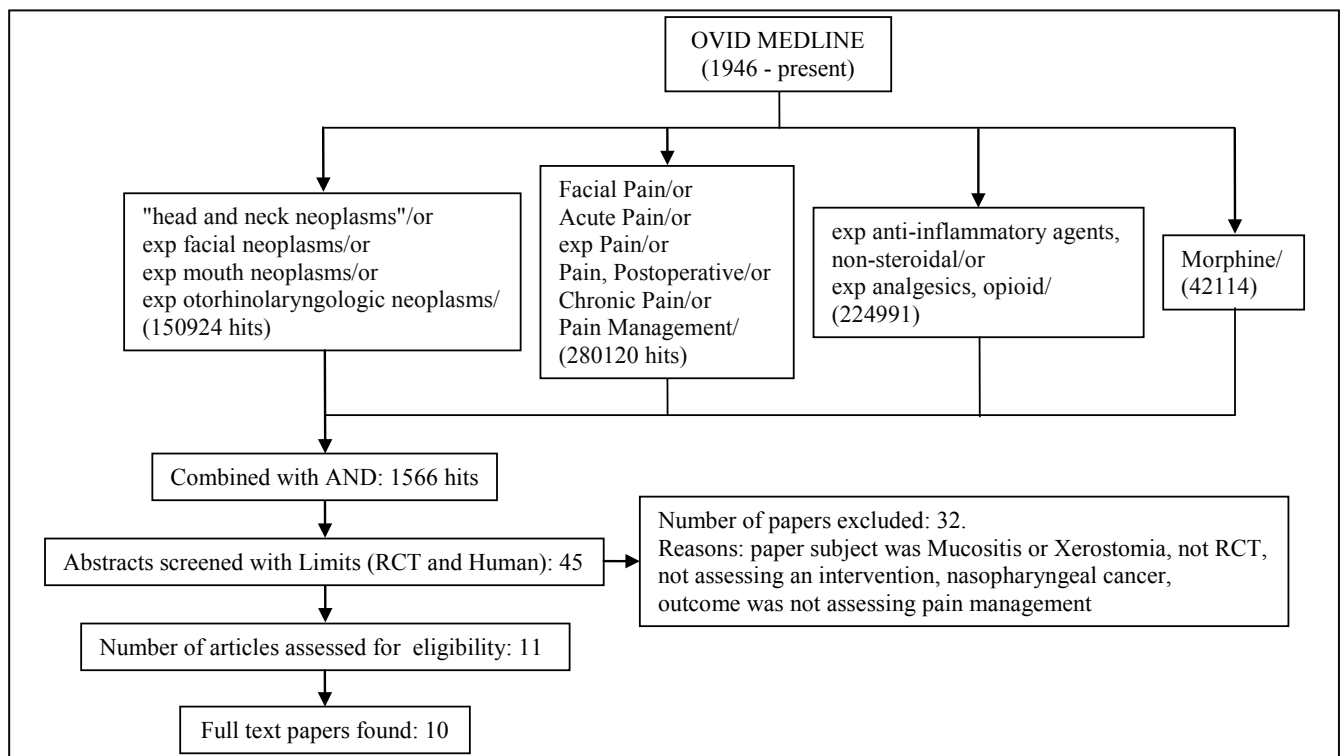 OVID MEDLINE
(1946 - present)
"head and neck neoplasms"/or
exp facial neoplasms/or
exp mouth neoplasms/or
exp otorhinolaryngologic neoplasms/
(150924 hits)
Facial Pain/or
Acute Pain/or
exp Pain/or
Pain, Postoperative/or
Chronic Pain/or
Pain Management/
(280120 hits)
exp anti-inflammatory agents,
non-steroidal/or
exp analgesics, opioid/
(224991)
Morphine/
(42114)
Combined with AND: 1566 hits
Abstracts screened with Limits (RCT and Human): 45
Number of papers excluded: 32.
Reasons: paper subject was Mucositis or Xerostomia, not RCT,
not assessing an intervention, nasopharyngeal cancer,
outcome was not assessing pain management
Number of articles assessed for eligibility: 11
Full text papers found: 10